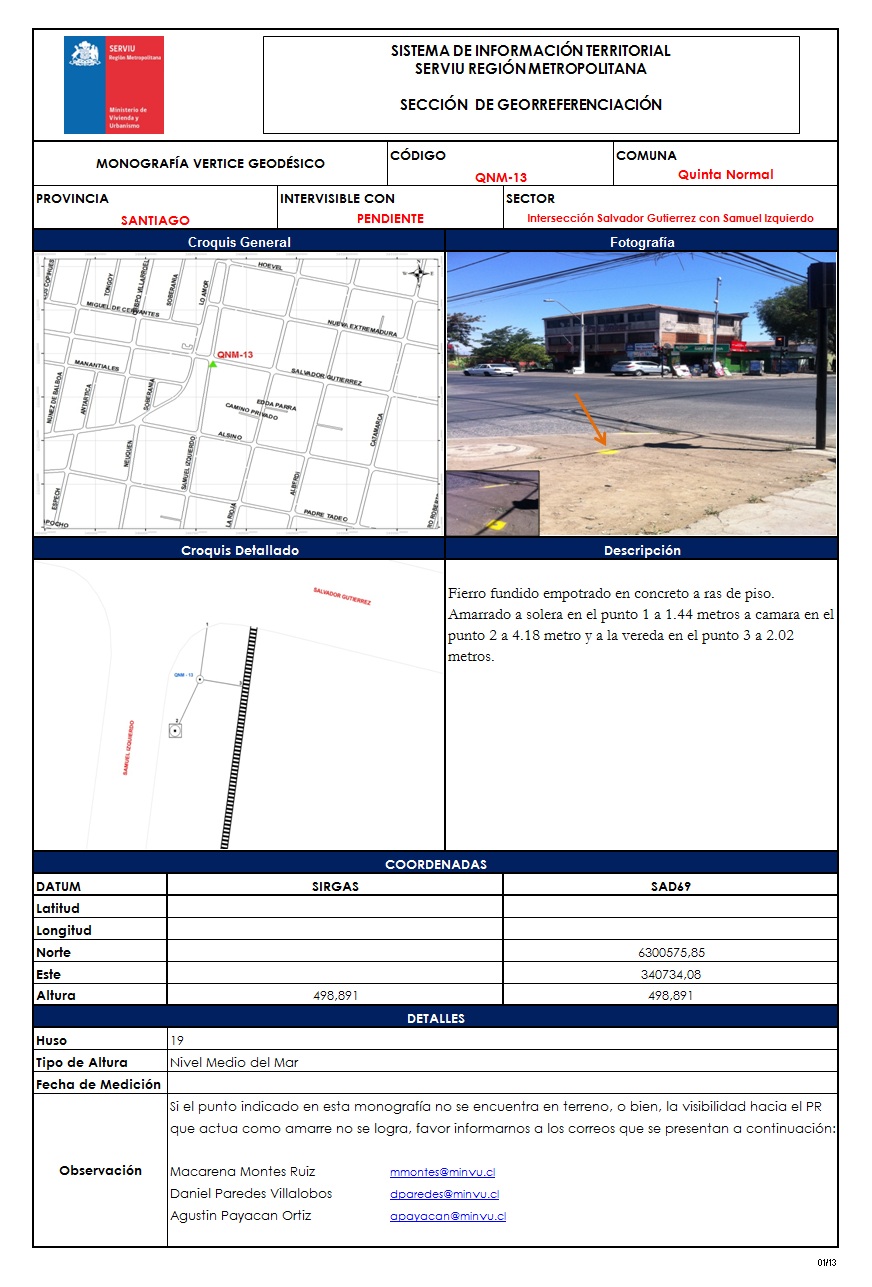 SERVIU
Región Metropolitana
Ministerio de
Vivienda y
Urbanismo
SISTEMA DE INFORMACIÓN TERRITORIAL
SERVIU REGIÓN METROPOLITANA
SECCIÓN DE GEORREFERENCIACIÓN
MONOGRAFÍA VERTICE GEODÉSICO
CÓDIGO
QNM-13
COMUNA
Quinta Normal
PROVINCIA
SANTIAGO
INTERVISIBLE CON
PENDIENTE
SECTOR
Intersección Salvador Gutierrez con Samuel Izquierdo
Croquis General
Fotografía
HOEVEL
TONGOY
SOBERANIA
LO AMOR
MIGUEL DE CERVANTES
NUEVA EXTREMADURA
QNM-13
MANANTIALES
SALVADOR GUTIERREZ
NUNEZ DE BALBOA
ANTARTICA
SOBERANIA
EDDA PARRA
CAMINO PRIVADO
CATAMARCA
ALSINO
NEUQUEN
SAMUEL IZQUIERDO
ALBERDI
ESPECH
LA RIOJA
PADRE TADEO
Croquis Detallado
Descripción
SALVADOR GUTIERREZ
1
QNM - 13
3
2
SAMUEL IZQUIERDO
Fierro fundido empotrado en concreto a ras de piso.
Amarrado a solera en el punto 1 a 1.44 metros a camara en el
punto 2 a 4.18 metro y a la vereda en el punto 3 a 2.02
metros.
COORDENADAS
DATUM SIRGAS SAD69
Latitud
Longitud
Norte 6300575,85
Este 340734,08
Altura 498,891 498,891
DETALLES
Huso 19
Tipo de Altura Nivel Medio del Mar
Fecha de Medición
Observación
Si el punto indicado en esta monografía no se encuentra en terreno, o bien, la visibilidad hacia el PR
que actua como amarre no se logra, favor informarnos a los correos que se presentan a continuación:
Macarena Montes Ruiz mmontes@minvu.cl
Daniel Paredes Villalobos dparedes@minvu.cl
Agustin Payacan Ortiz apayacan@minvu.cl
01/13